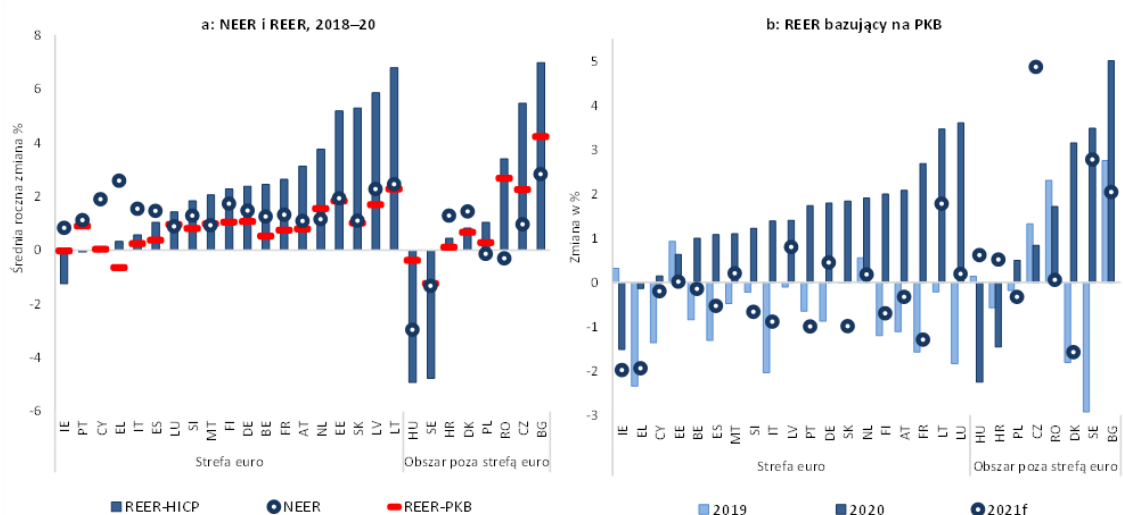 a: NEER i REER, 2018–20
Średnia roczna zmiana %
8
6
4
2
0
-2
-4
-6
IE PT CY EL IT ES LU SI MT FI DE BE FR AT NL EE SK LV LT HU SE HR DK PL RO CZ BG
Strefa euro Obszar poza strefą euro
REER-HICP NEER REER-PKB
b: REER bazujący na PKB
Zmiana w %
5
4
3
2
1
0
-1
-2
-3
IE EL CY EE BE ES MT SI IT LV PT DE SK NL FI AT FR LT LU HU HR PL CZ RO DK SE BG
Strefa euro Obszar poza strefą euro
2019 2020 2021f